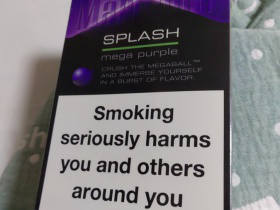 SPLASH
mega purple
CRUSH THE MEGABALL™
AND IMMERSE YOURSELF
IN A BURST OF FLAVOR.
Smoking
seriously harms
you and others
around you